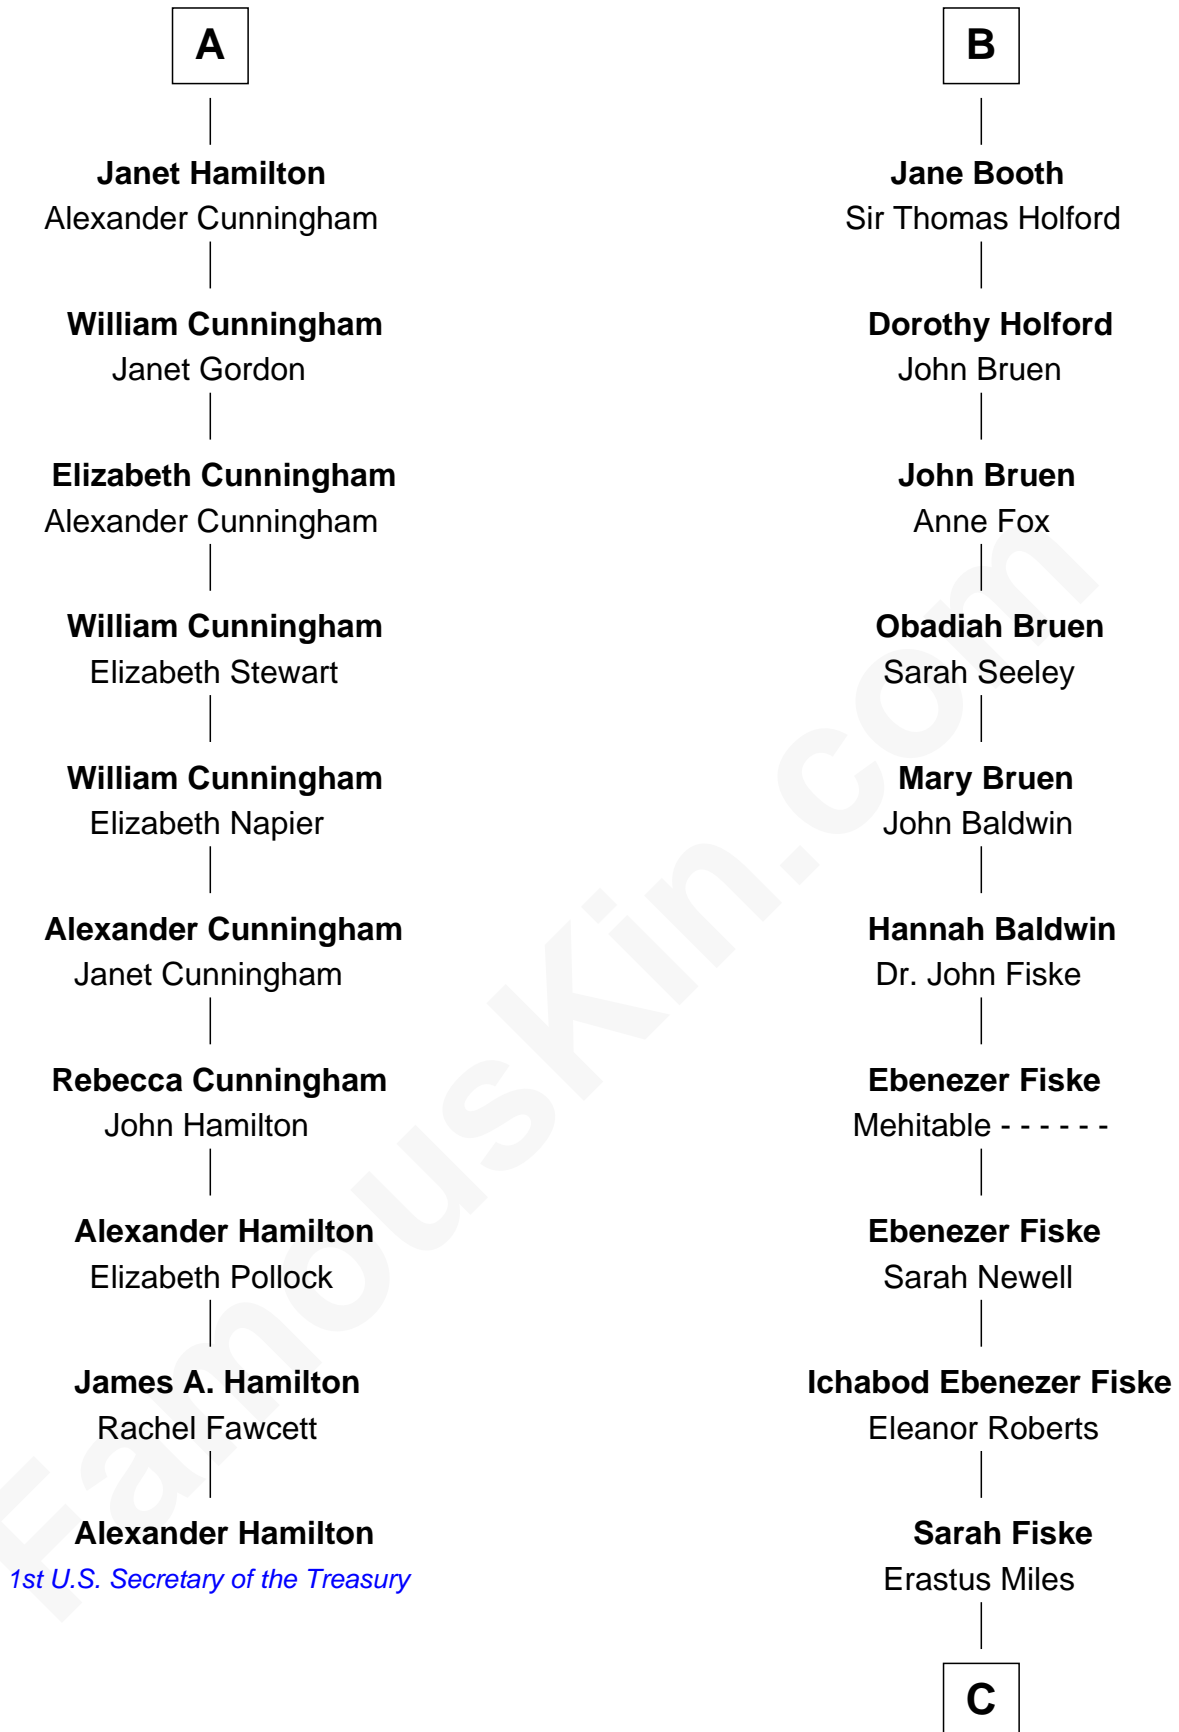 A
Janet Hamilton
Alexander Cunningham
William Cunningham
Janet Gordon
Elizabeth Cunningham
Alexander Cunningham
William Cunningham
Elizabeth Stewart
William Cunningham
Elizabeth Napier
Alexander Cunningham
Janet Cunningham
Rebecca Cunningham
John Hamilton
Alexander Hamilton
Elizabeth Pollock
James A. Hamilton
Rachel Fawcett
Alexander Hamilton
1st U.S. Secretary of the Treasury
B
Jane Booth
Sir Thomas Holford
Dorothy Holford
John Bruen
John Bruen
Anne Fox
Obadiah Bruen
Sarah Seeley
Mary Bruen
John Baldwin
Hannah Baldwin
Dr. John Fiske
Ebenezer Fiske
Mehitable - - - - - -
Ebenezer Fiske
Sarah Newell
Ichabod Ebenezer Fiske
Eleanor Roberts
Sarah Fiske
Erastus Miles
C
FamousKin.com